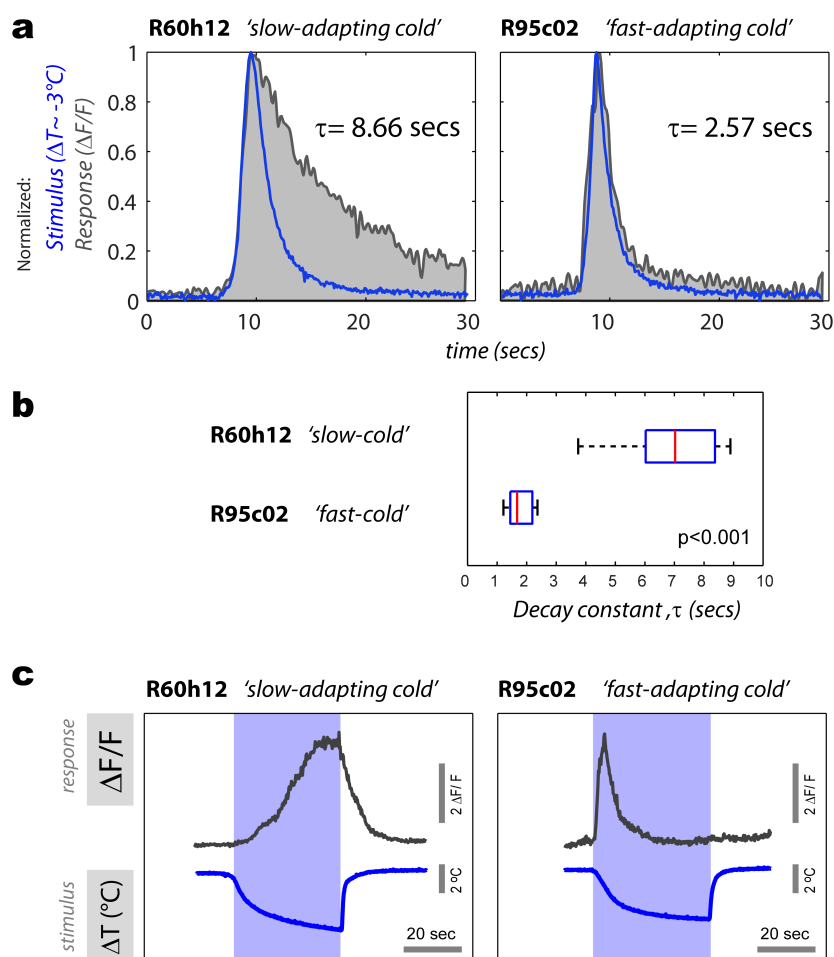 a
R60h12 'slow-adapting cold'
R95c02 'fast-adapting cold'
Normalized:
Stimulus (ΔT~ -3°C)
Response (ΔF/F)
1
0.8
0.6
0.4
0.2
0
τ= 8.66 secs
τ= 2.57 secs
0 10 20 30
10 20 30
time (secs)
b
R60h12 'slow-cold'
R95c02 'fast-cold'
p<0.001
0 1 2 3 4 5 6 7 8 9 10
Decay constant ,τ (secs)
c
R60h12 'slow-adapting cold'
R95c02 'fast-adapting cold'
response
ΔF/F
2 ΔF/ F
2 ΔF/ F
stimulus
ΔT (°C)
2 ºC
2 ºC
20 sec
20 sec